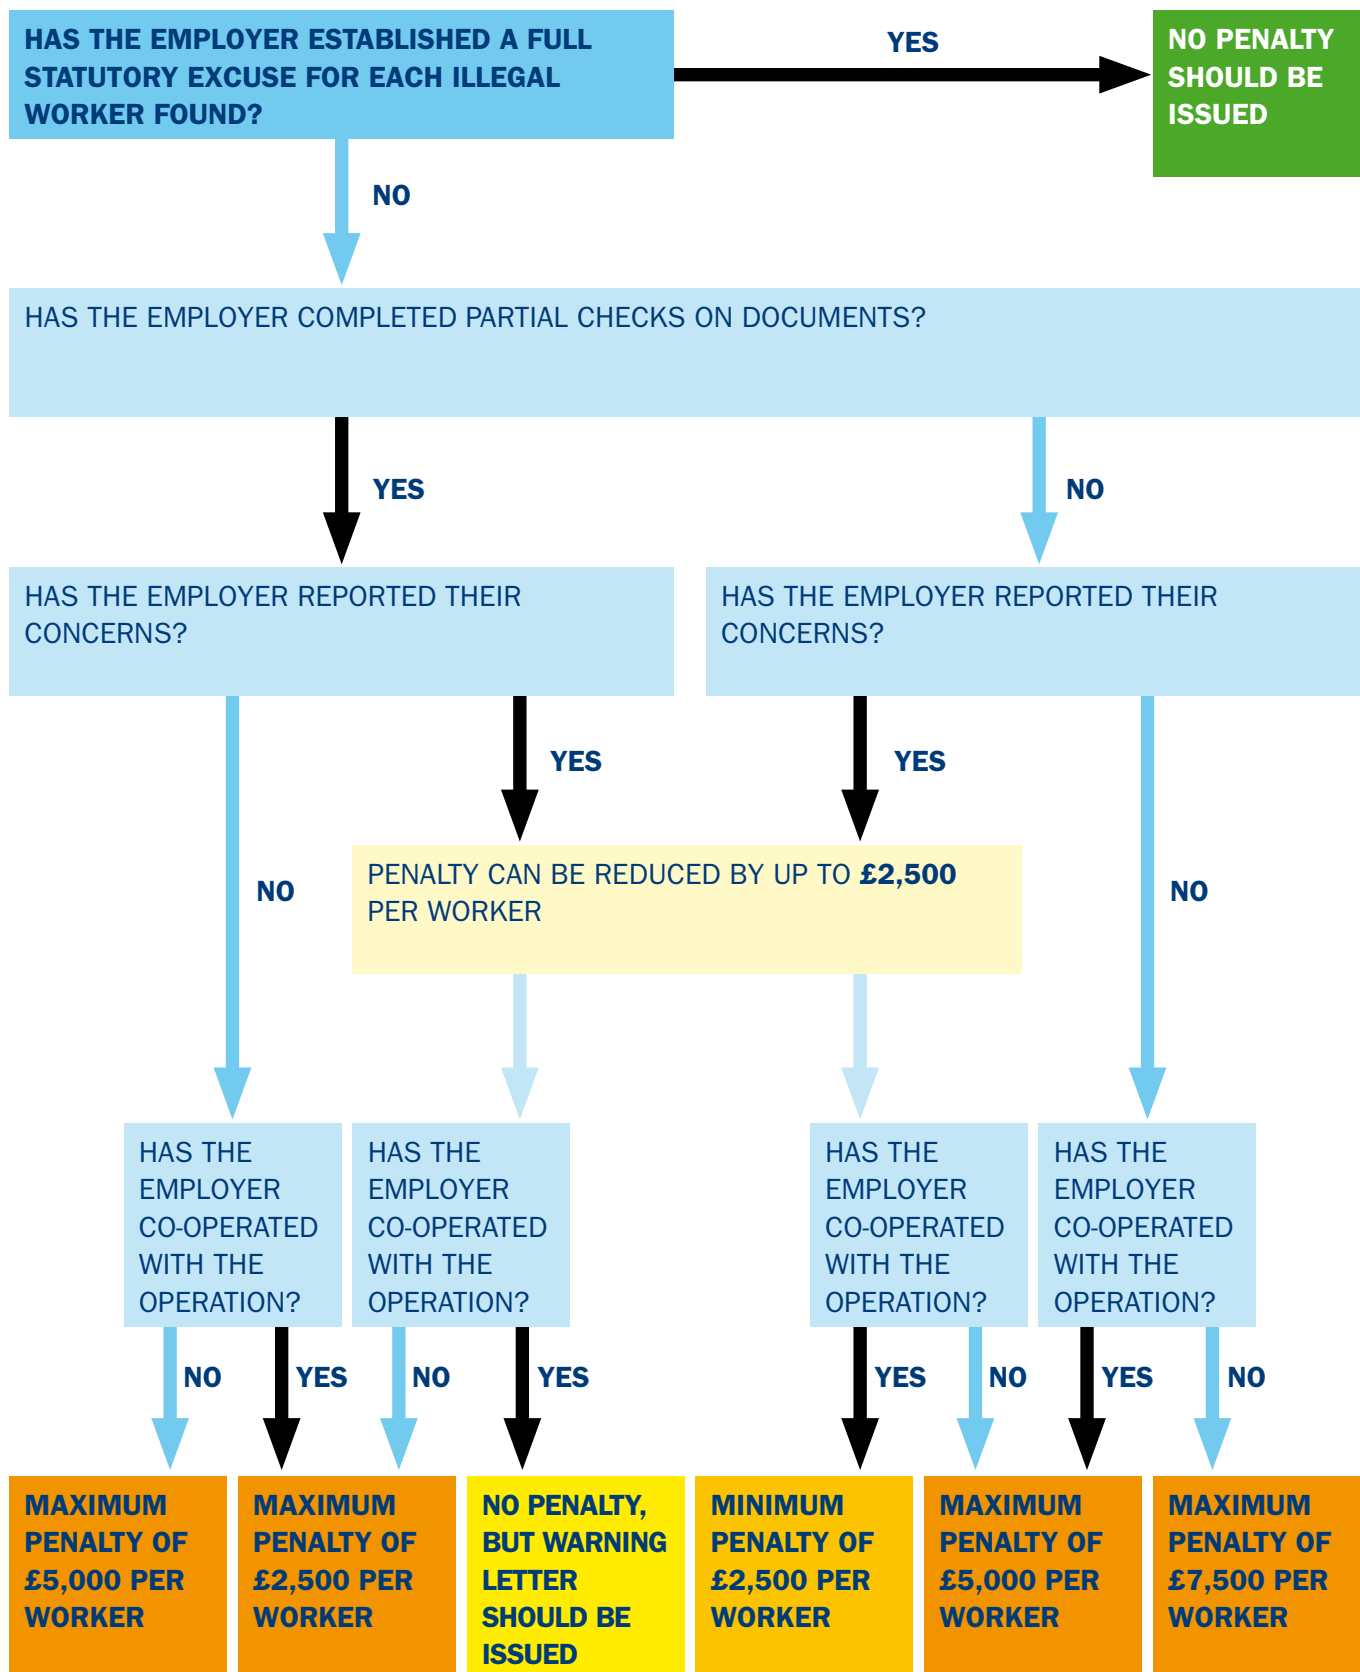 HAS THE EMPLOYER ESTABLISHED A FULL
STATUTORY EXCUSE FOR EACH ILLEGAL
WORKER FOUND?
YES
NO PENALTY
SHOULD BE
ISSUED
NO
HAS THE EMPLOYER COMPLETED PARTIAL CHECKS ON DOCUMENTS?
YES
NO
HAS THE EMPLOYER REPORTED THEIR
CONCERNS?
HAS THE EMPLOYER REPORTED THEIR
CONCERNS?
YES
YES
NO
PENALTY CAN BE REDUCED BY UP TO £2,500
PER WORKER
NO
HAS THE
EMPLOYER
CO-OPERATED
WITH THE
OPERATION?
HAS THE
EMPLOYER
CO-OPERATED
WITH THE
OPERATION?
HAS THE
EMPLOYER
CO-OPERATED
WITH THE
OPERATION?
HAS THE
EMPLOYER
CO-OPERATED
WITH THE
OPERATION?
NO
YES
NO
YES
YES
NO
YES
NO
MAXIMUM
PENALTY OF
£5,000 PER
WORKER
MAXIMUM
PENALTY OF
£2,500 PER
WORKER
NO PENALTY,
BUT WARNING
LETTER
SHOULD BE
ISSUED
MINIMUM
PENALTY OF
£2,500 PER
WORKER
MAXIMUM
PENALTY OF
£5,000 PER
WORKER
MAXIMUM
PENALTY OF
£7,500 PER
WORKER